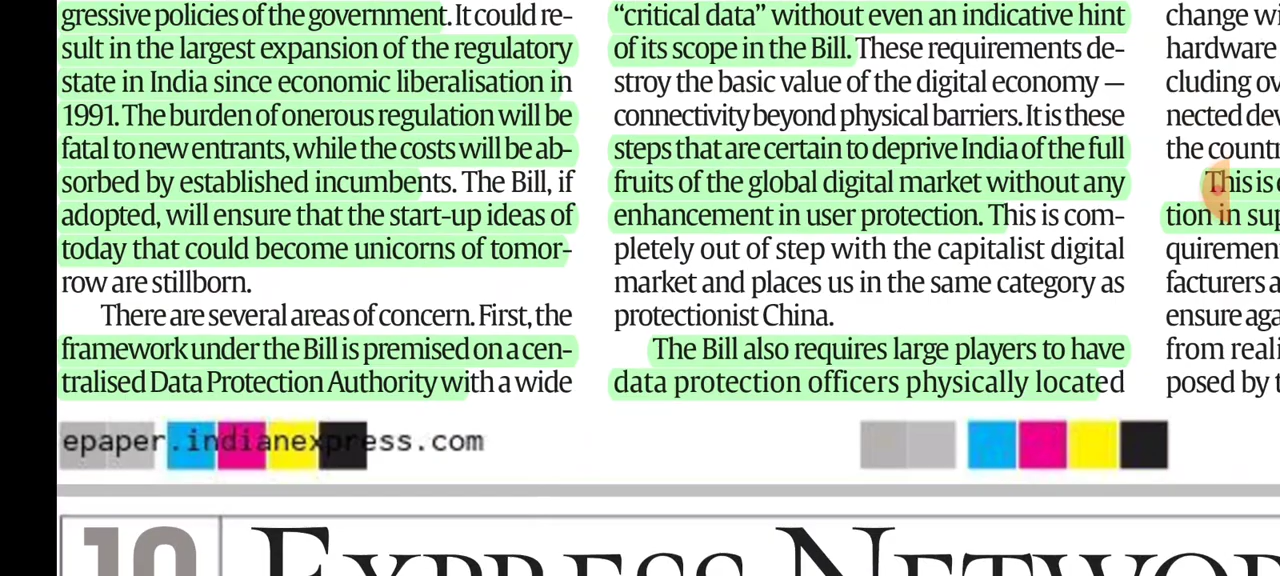 gressive policies of the government. It could re-
sult in the largest expansion of the regulatory
state in India since economic liberalisation in
1991. The burden of onerous regulation will be
fatal to new entrants, while the costs will be ab-
sorbed by established incumbents. The Bill, if
adopted, will ensure that the start-up ideas of
today that could become unicorns of tomor-
row are stillborn.
There are several areas of concern. First, the
framework under the Bill is premised on a cen-
tralised Data Protection Authority with a wide
“critical data” without even an indicative hint
of its scope in the Bill. These requirements de-
stroy the basic value of the digital economy —
connectivity beyond physical barriers. It is these
steps that are certain to deprive India of the full
fruits of the global digital market without any
enhancement in user protection. This is com-
pletely out of step with the capitalist digital
market and places us in the same category as
protectionist China.
The Bill also requires large players to have
data protection officers physically located
change wi
hardware
cluding ov
nected dev
the countr
This is
tion in sup
quirement
facturers a
ensure aga
from reali
posed by t
epaper.indianexpress.com
10
EXPRESS NETWOR